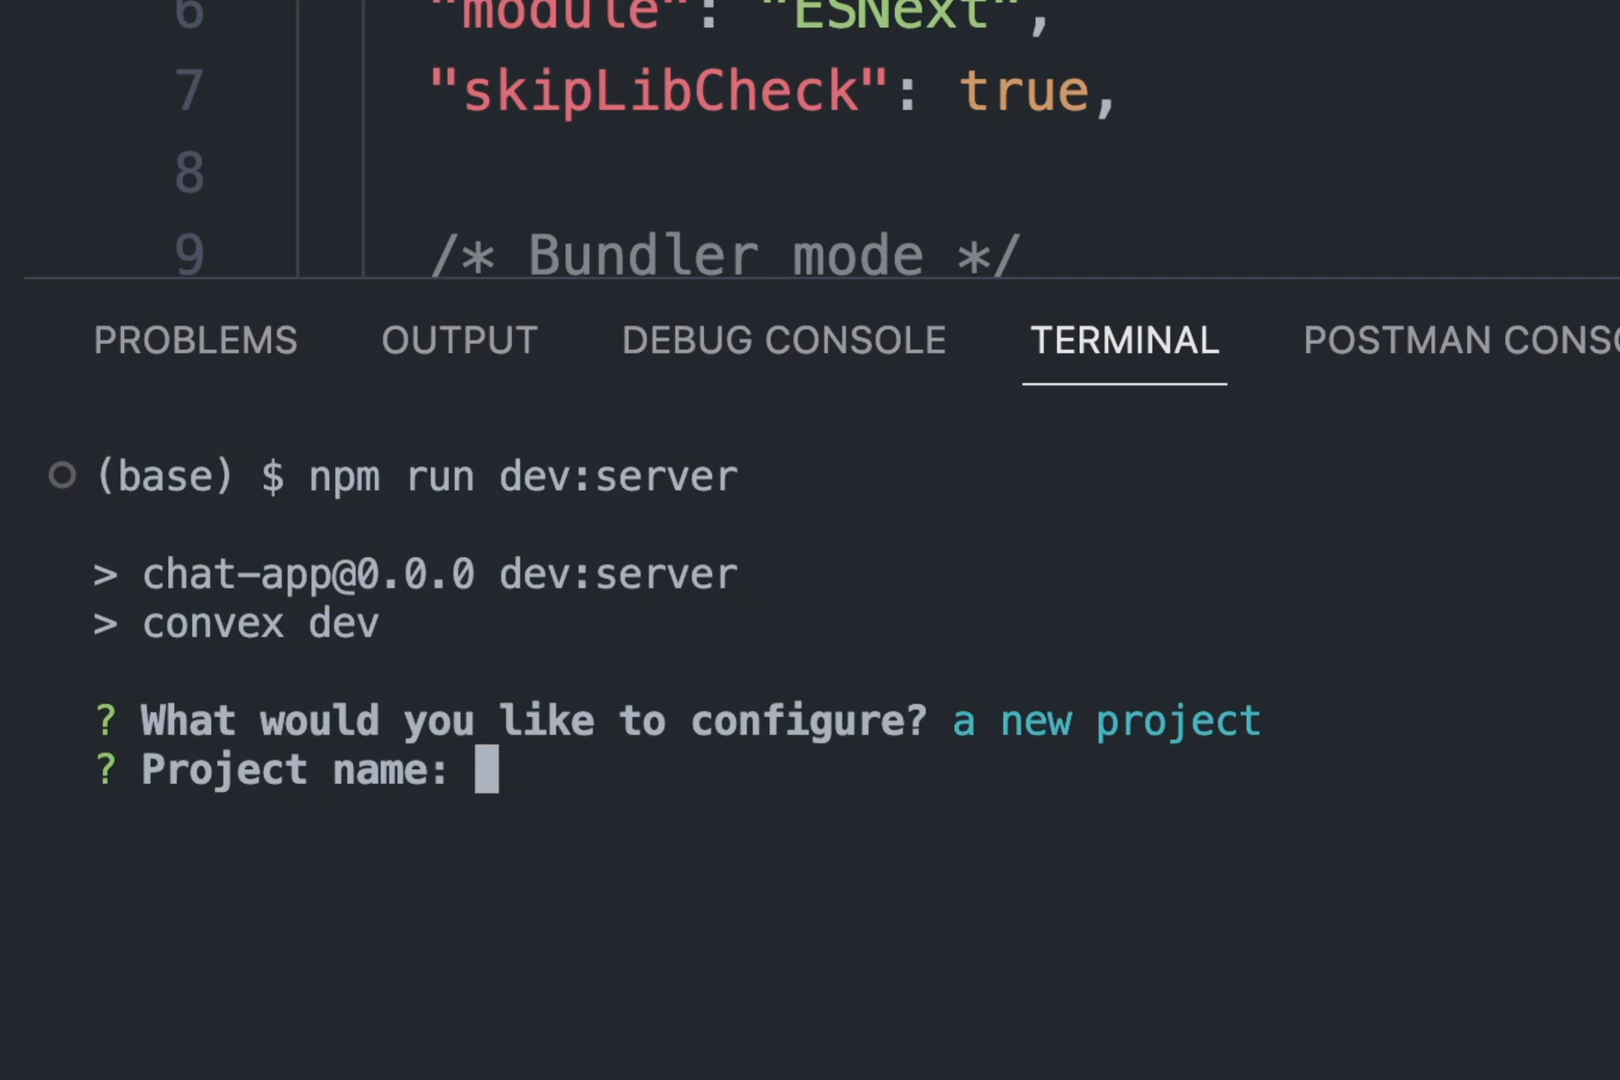 6 "module": "ESNext",
7 "skipLibCheck": true,
8
9 /* Bundler mode */
PROBLEMS OUTPUT DEBUG CONSOLE TERMINAL POSTMAN CONSO
(base) $ npm run dev:server
> chat-app@0.0.0 dev:server
> convex dev
? What would you like to configure? a new project
? Project name: